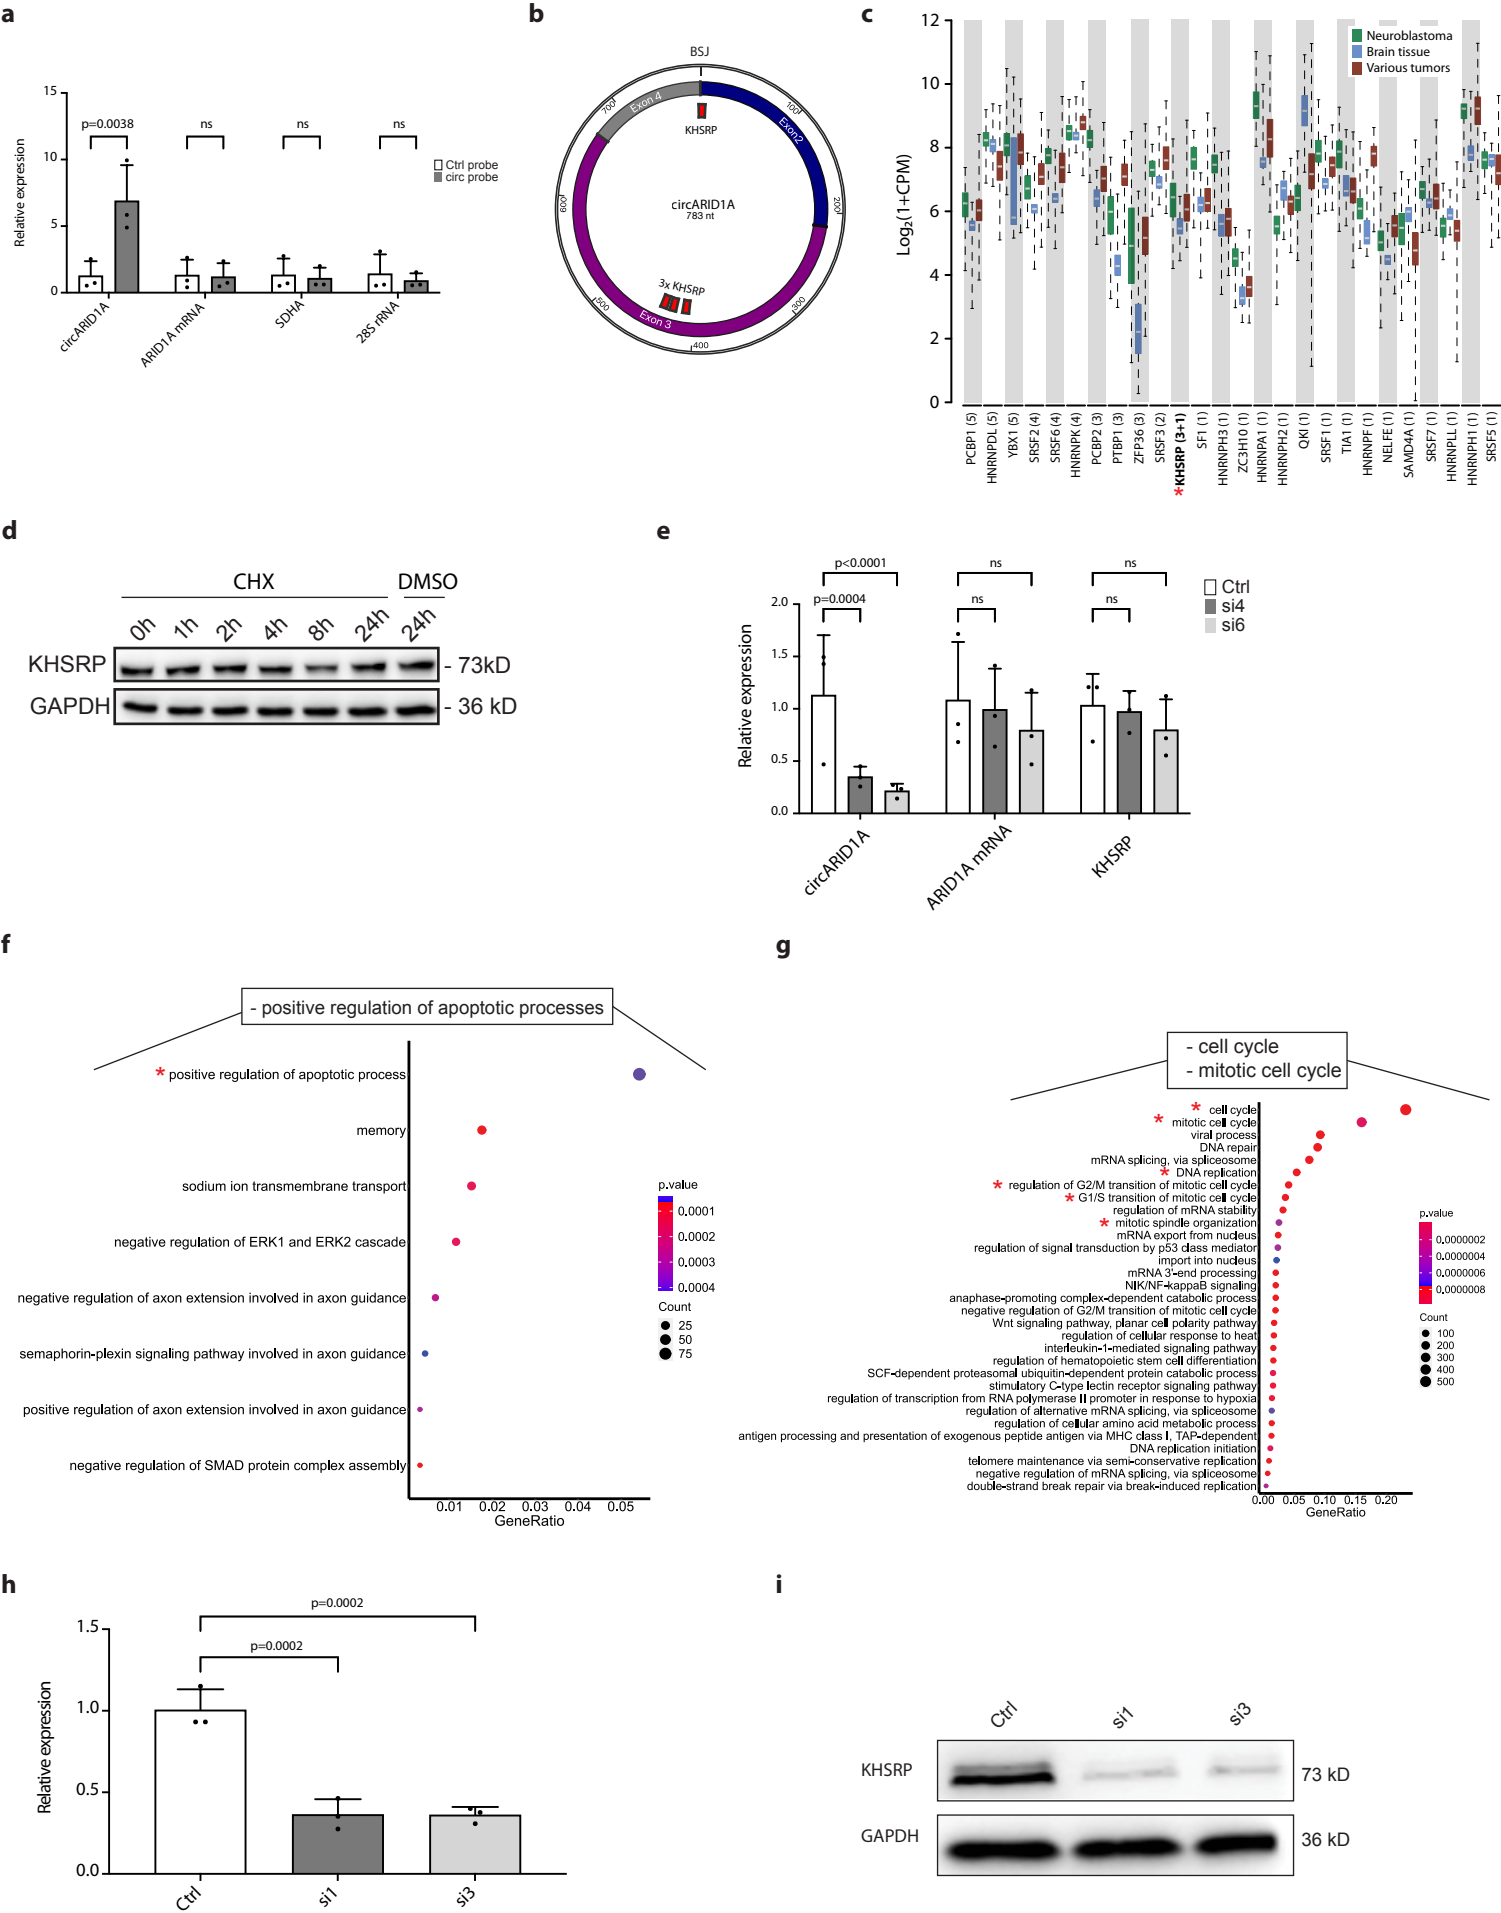 a
15
10
5
0
Relative expression
p=0.0038
ns
ns
ns
Ctrl probe
circ probe
circARID1A
ARID1A mRNA
SDHA
28S rRNA
b
BSJ
100
200
300
400
500
600
700
Exon 4
Exon2
Exon 3
KHSRP
circARID1A
783 nt
3x KHSRP
c
12
10
8
6
4
2
0
Log₂(1+CPM)
Neuroblastoma
Brain tissue
Various tumors
PCBP1 (5)
HNRNPDL (5)
YBX1 (5)
SRSF2 (4)
SRSF6 (4)
HNRNPK (4)
PCBP2 (3)
PTBP1 (3)
ZFP36 (3)
SRSF3 (2)
*KHSRP (3+1)
SF1 (1)
HNRNPH3 (1)
ZC3H10 (1)
HNRNPA1 (1)
HNRNPH2 (1)
QKI (1)
SRSF1 (1)
TIA1 (1)
HNRNPF (1)
NELFE (1)
SAMD4A (1)
SRSF7 (1)
HNRNPLL (1)
HNRNPH1 (1)
SRSF5 (1)
d
CHX DMSO
0h 1h 2h 4h 8h 24h 24h
KHSRP - 73kD
GAPDH - 36 kD
e
p<0.0001
p=0.0004
ns
ns
ns
ns
Ctrl
si4
si6
2.0
1.5
1.0
0.5
0.0
Relative expression
circARID1A
ARID1A mRNA
KHSRP
f
- positive regulation of apoptotic processes
* positive regulation of apoptotic process
memory
sodium ion transmembrane transport
negative regulation of ERK1 and ERK2 cascade
negative regulation of axon extension involved in axon guidance
semaphorin-plexin signaling pathway involved in axon guidance
positive regulation of axon extension involved in axon guidance
negative regulation of SMAD protein complex assembly
0.01 0.02 0.03 0.04 0.05
GeneRatio
p.value
0.0001
0.0002
0.0003
0.0004
Count
25
50
75
g
- cell cycle
- mitotic cell cycle
* cell cycle
* mitotic cell cycle
viral process
DNA repair
mRNA splicing, via spliceosome
* DNA replication
* regulation of G2/M transition of mitotic cell cycle
* G1/S transition of mitotic cell cycle
regulation of mRNA stability
* mitotic spindle organization
mRNA export from nucleus
regulation of signal transduction by p53 class mediator
import into nucleus
mRNA 3'-end processing
NIK/NF-kappaB signaling
anaphase-promoting complex-dependent catabolic process
negative regulation of G2/M transition of mitotic cell cycle
Wnt signaling pathway, planar cell polarity pathway
regulation of cellular response to heat
interleukin-1-mediated signaling pathway
regulation of hematopoietic stem cell differentiation
SCF-dependent proteasomal ubiquitin-dependent protein catabolic process
stimulatory C-type lectin receptor signaling pathway
regulation of transcription from RNA polymerase II promoter in response to hypoxia
regulation of alternative mRNA splicing, via spliceosome
regulation of cellular amino acid metabolic process
antigen processing and presentation of exogenous peptide antigen via MHC class I, TAP-dependent
DNA replication initiation
telomere maintenance via semi-conservative replication
negative regulation of mRNA splicing, via spliceosome
double-strand break repair via break-induced replication
0.00 0.05 0.10 0.15 0.20
GeneRatio
p.value
0.0000002
0.0000004
0.0000006
0.0000008
Count
100
200
300
400
500
h
p=0.0002
p=0.0002
1.5
1.0
0.5
0.0
Relative expression
Ctrl
si1
si3
i
Ctrl si1 si3
KHSRP 73 kD
GAPDH 36 kD